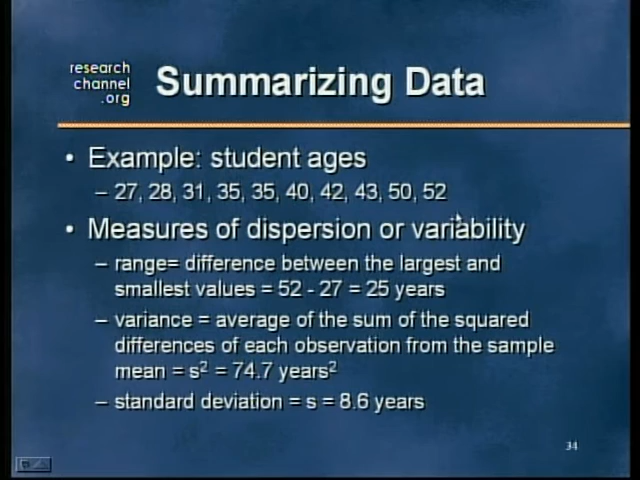 research
channel
.org
Summarizing Data
• Example: student ages
– 27, 28, 31, 35, 35, 40, 42, 43, 50, 52
• Measures of dispersion or variability
– range= difference between the largest and
smallest values = 52 - 27 = 25 years
– variance = average of the sum of the squared
differences of each observation from the sample
mean = s² = 74.7 years²
– standard deviation = s = 8.6 years
34